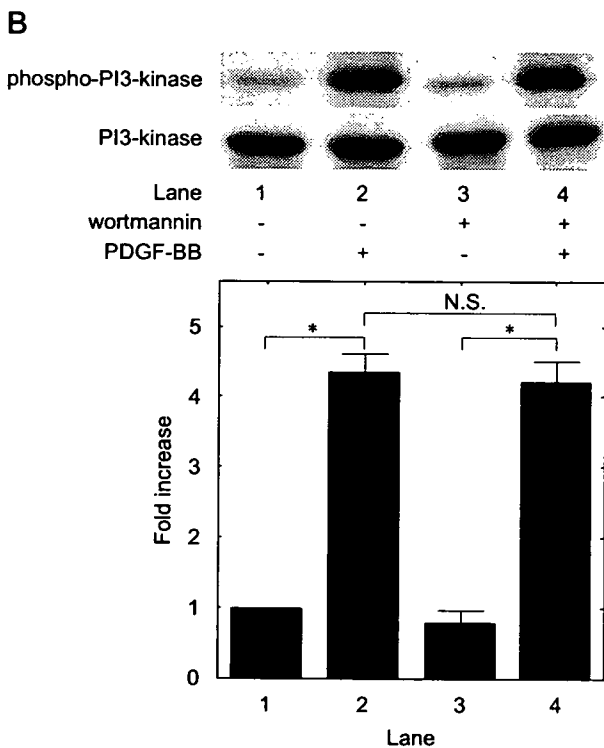 B
phospho-PI3-kinase
PI3-kinase
Lane 1 2 3 4
wortmannin - - + +
PDGF-BB - + - +
N.S.
* *
5
4
3
2
1
0
Fold increase
1 2 3 4
Lane